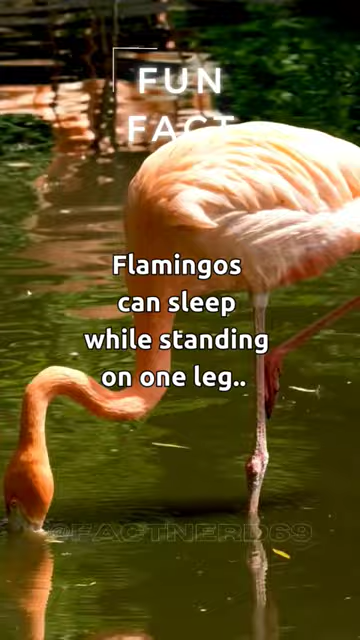 FUN
FACT
Flamingos
can sleep
while standing
on one leg..
@FACTNERD69